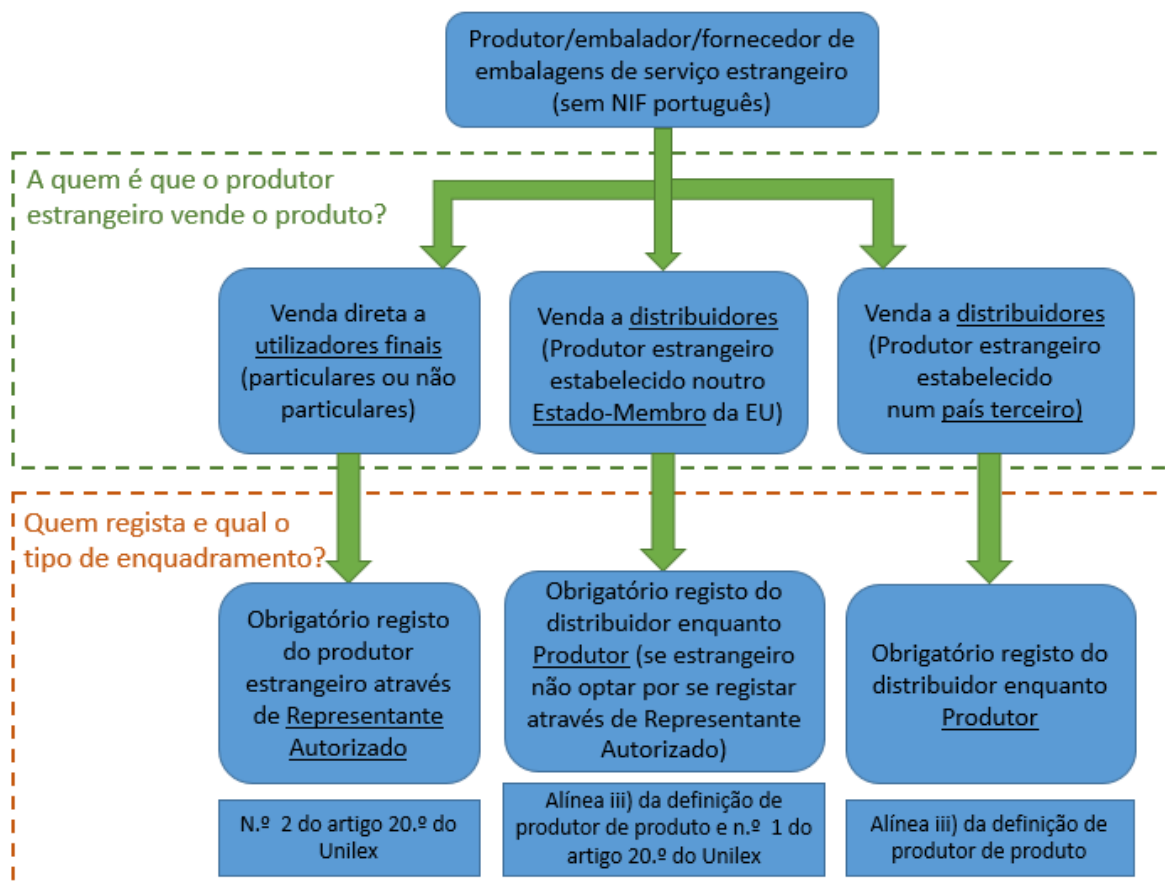 Produtor/embalador/fornecedor de
embalagens de serviço estrangeiro
(sem NIF português)
A quem é que o produtor
estrangeiro vende o produto?
Venda direta a
utilizadores finais
(particulares ou não
particulares)
Venda a distribuidores
(Produtor estrangeiro
estabelecido noutro
Estado-Membro da EU)
Venda a distribuidores
(Produtor estrangeiro
estabelecido
num país terceiro)
Quem regista e qual o
tipo de enquadramento?
Obrigatório registo
do produtor
estrangeiro através
de Representante
Autorizado
Obrigatório registo do
distribuidor enquanto
Produtor (se estrangeiro
não optar por se registar
através de Representante
Autorizado)
Obrigatório registo do
distribuidor enquanto
Produtor
N.º 2 do artigo 20.º do
Unilex
Alínea iii) da definição de
produtor de produto e n.º 1 do
artigo 20.º do Unilex
Alínea iii) da definição de
produtor de produto